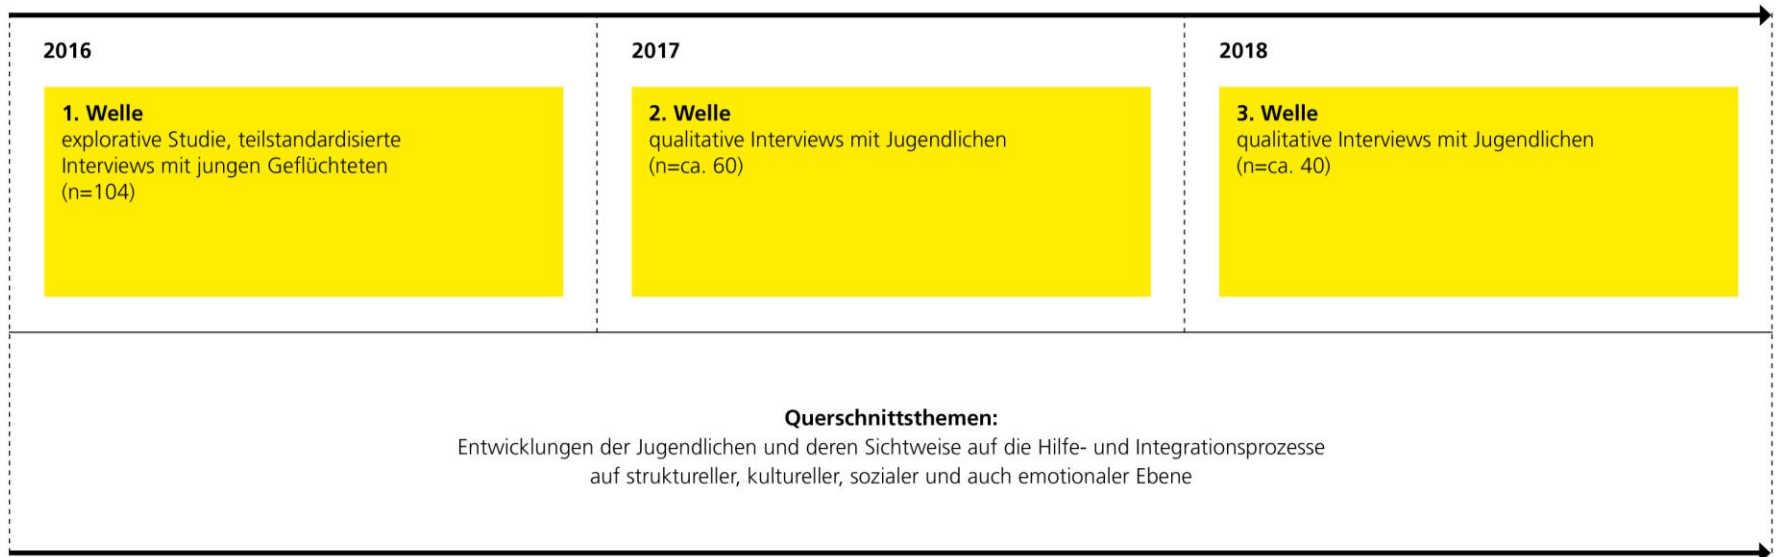 2016
1. Welle
explorative Studie, teilstandardisierte
Interviews mit jungen Geflüchteten
(n=104)
2017
2. Welle
qualitative Interviews mit Jugendlichen
(n=ca. 60)
2018
3. Welle
qualitative Interviews mit Jugendlichen
(n=ca. 40)
Querschnittsthemen:
Entwicklungen der Jugendlichen und deren Sichtweise auf die Hilfe- und Integrationsprozesse
auf struktureller, kultureller, sozialer und auch emotionaler Ebene